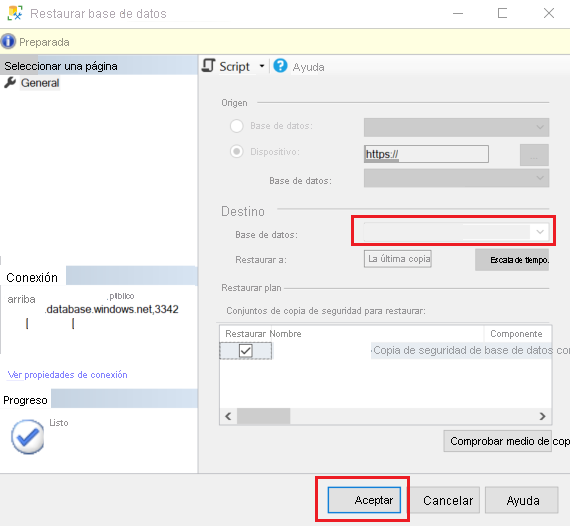 Restaurar base de datos
Preparada
Seleccionar una página
General
Script
Ayuda
Origen
Base de datos:
Dispositivo:
https://
...
Base de datos:
Destino
Base de datos:
Restaurar a:
La última copia
Escala de tiempo.
Restaurar plan
Conjuntos de copia de seguridad para restaurar:
Restaurar Nombre
Componente
Copia de seguridad de base de datos con
Comprobar medio de cop
Conexión
arriba
.público
.database.windows.net,3342
[ [
Ver propiedades de conexión
Progreso
Listo
Aceptar
Cancelar
Ayuda